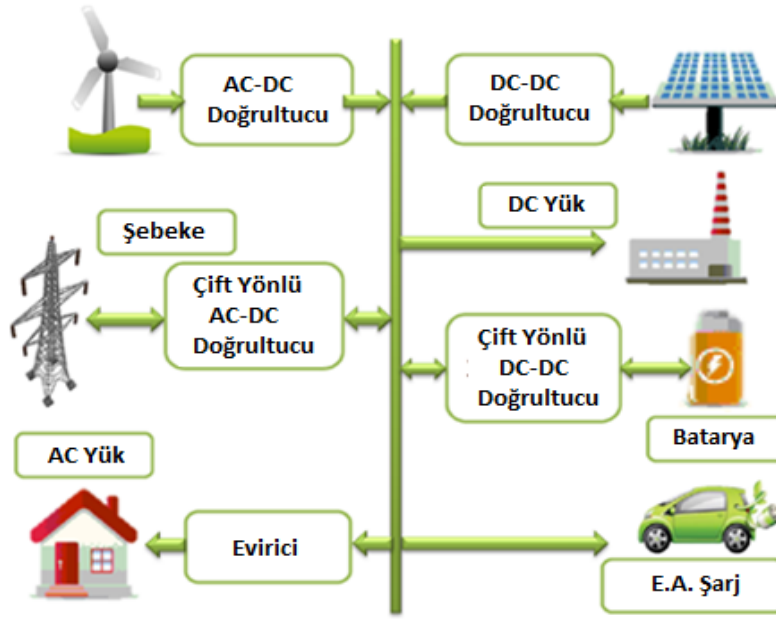 AC-DC
Doğrultucu
DC-DC
Doğrultucu
DC Yük
Şebeke
Çift Yönlü
AC-DC
Doğrultucu
Çift Yönlü
DC-DC
Doğrultucu
Batarya
AC Yük
Evirici
E.A. Şarj